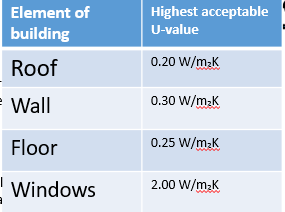 Element of
building
Highest acceptable
U-value
Roof
0.20 W/m₂K
Wall
0.30 W/m₂K
Floor
0.25 W/m₂K
Windows
2.00 W/m₂K